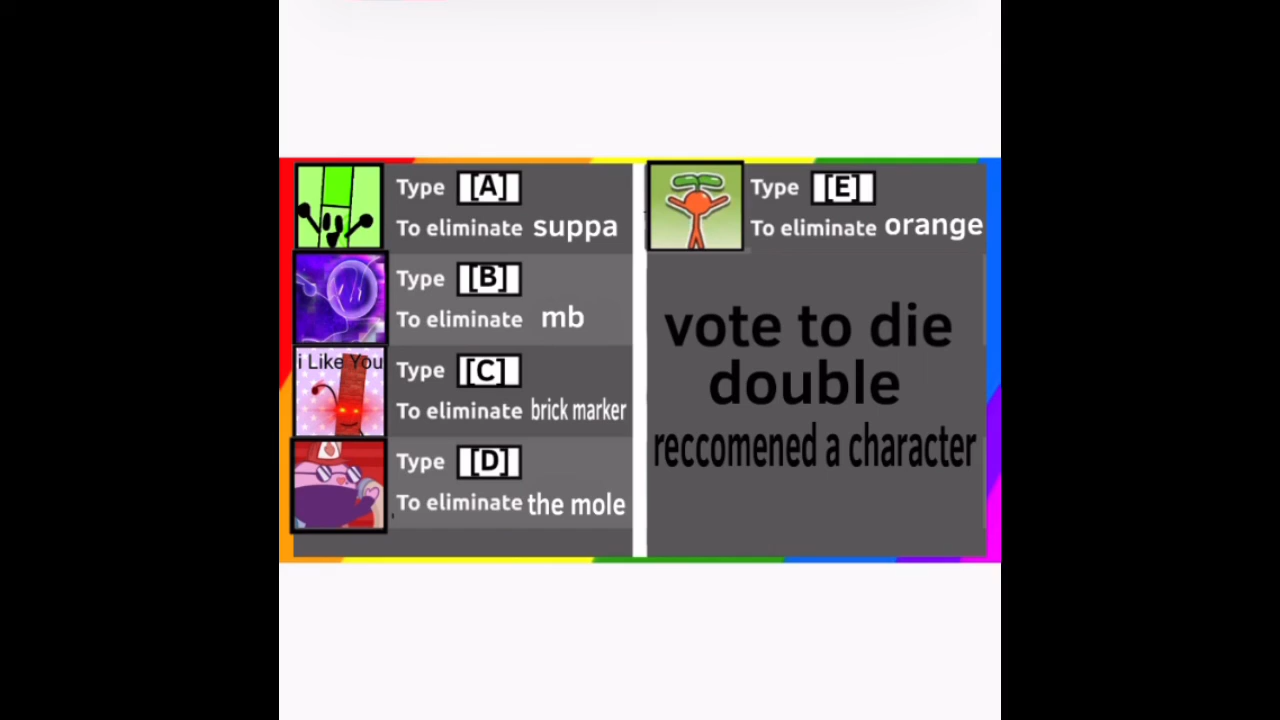 Type [A]
To eliminate suppa
Type [B]
To eliminate mb
i Like You
Type [C]
To eliminate brick marker
Type [D]
To eliminate the mole
Type [E]
To eliminate orange
vote to die
double
reccomened a character